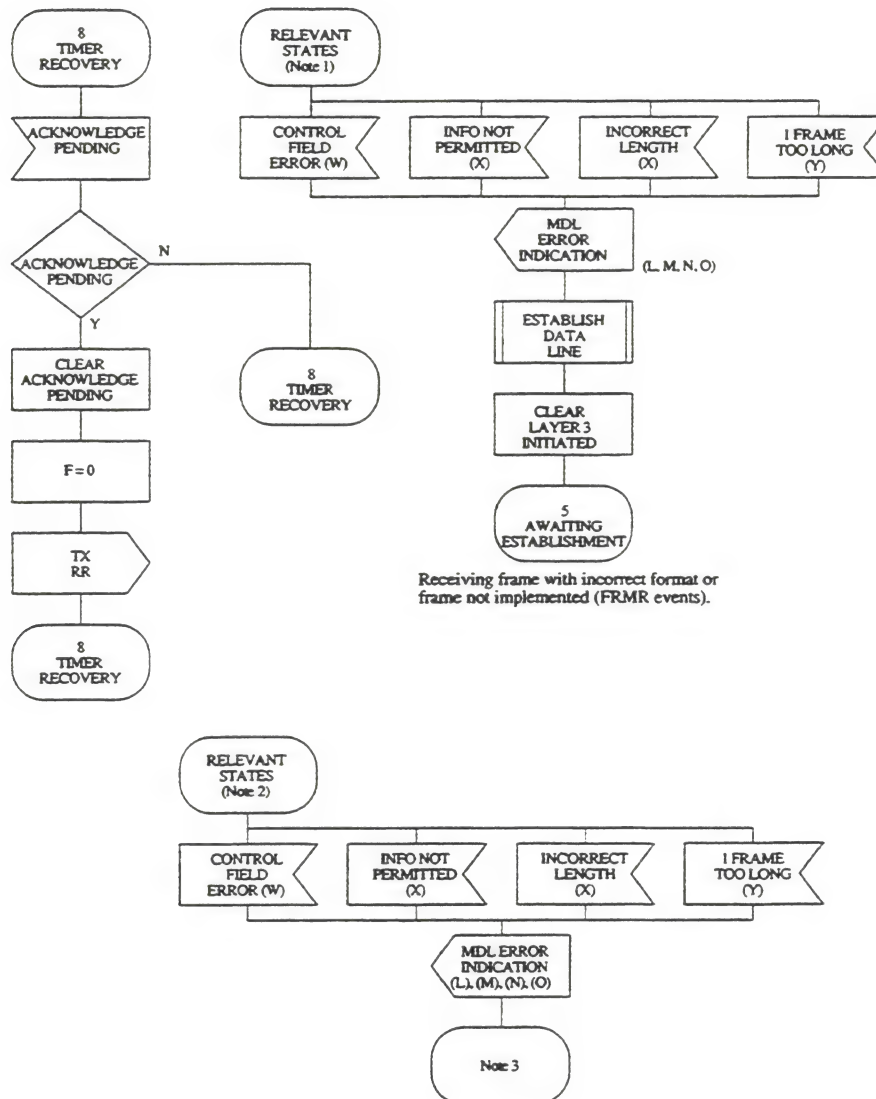 8
TIMER
RECOVERY
ACKNOWLEDGE
PENDING
ACKNOWLEDGE
PENDING
N
Y
CLEAR
ACKNOWLEDGE
PENDING
F = 0
TX
RR
8
TIMER
RECOVERY
8
TIMER
RECOVERY
RELEVANT
STATES
(Note 1)
CONTROL
FIELD
ERROR (W)
INFO NOT
PERMITTED
(X)
INCORRECT
LENGTH
(X)
I FRAME
TOO LONG
(Y)
MDL
ERROR
INDICATION
(L, M, N, O)
ESTABLISH
DATA
LINE
CLEAR
LAYER 3
INITIATED
5
AWAITING
ESTABLISHMENT
Receiving frame with incorrect format or
frame not implemented (FRMR events).
RELEVANT
STATES
(Note 2)
CONTROL
FIELD
ERROR (W)
INFO NOT
PERMITTED
(X)
INCORRECT
LENGTH
(X)
I FRAME
TOO LONG
(Y)
MDL ERROR
INDICATION
(L), (M), (N), (O)
Note 3